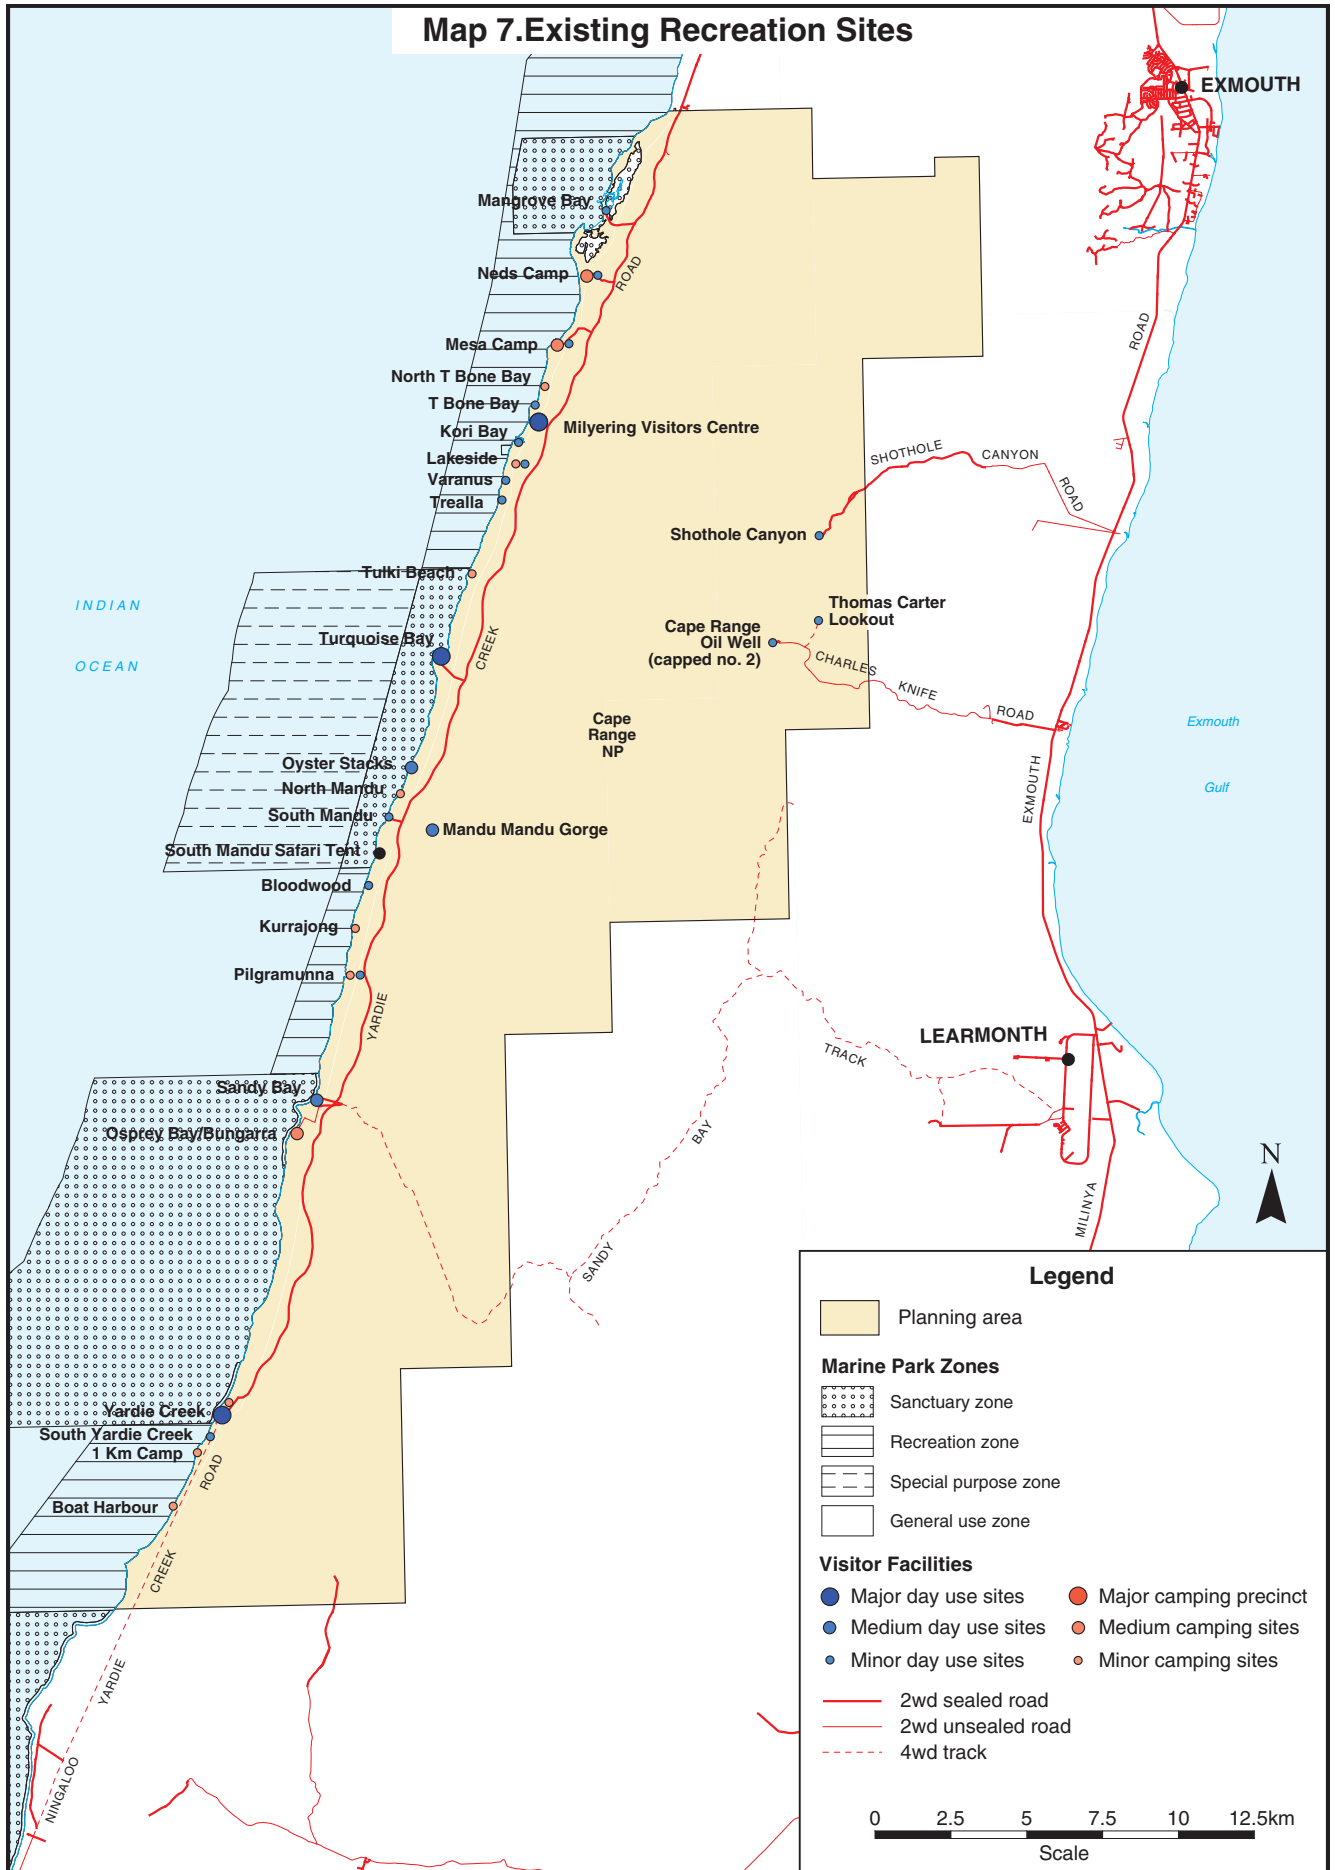 Map 7.Existing Recreation Sites
EXMOUTH
Mangrove Bay
ROAD
Neds Camp
ROAD
Mesa Camp
North T Bone Bay
T Bone Bay
Milyering Visitors Centre
Kori Bay
Lakeside
Varanus
Trealla
SHOTHOLE
CANYON
ROAD
Shothole Canyon
Tulki Beach
INDIAN
OCEAN
Thomas Carter
Lookout
Cape Range
Oil Well
(capped no. 2)
Turquoise Bay
CREEK
CHARLES
KNIFE
ROAD
Cape
Range
NP
Exmouth
Gulf
EXMOUTH
Oyster Stacks
North Mandu
South Mandu
Mandu Mandu Gorge
South Mandu Safari Tent
Bloodwood
Kurrajong
Pilgramunna
YARDIE
LEARMONTH
TRACK
Sandy Bay
Osprey Bay/Bungarra
BAY
SANDY
MILINYA
N
Yardie Creek
South Yardie Creek
1 Km Camp
ROAD
Boat Harbour
CREEK
YARDIE
NINGALOO
Legend
Planning area
Marine Park Zones
Sanctuary zone
Recreation zone
Special purpose zone
General use zone
Visitor Facilities
Major day use sites
Major camping precinct
Medium day use sites
Medium camping sites
Minor day use sites
Minor camping sites
2wd sealed road
2wd unsealed road
4wd track
0 2.5 5 7.5 10 12.5km
Scale